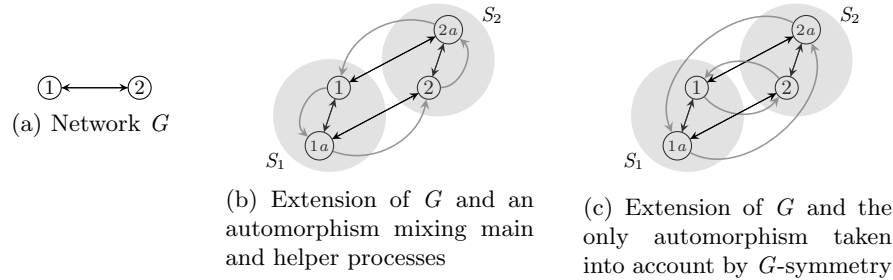 1 2
(a) Network G
S2
2a
1
2
1a
S1
(b) Extension of G and an
automorphism mixing main
and helper processes
S2
2a
1
2
1a
S1
(c) Extension of G and the
only automorphism taken
into account by G-symmetry